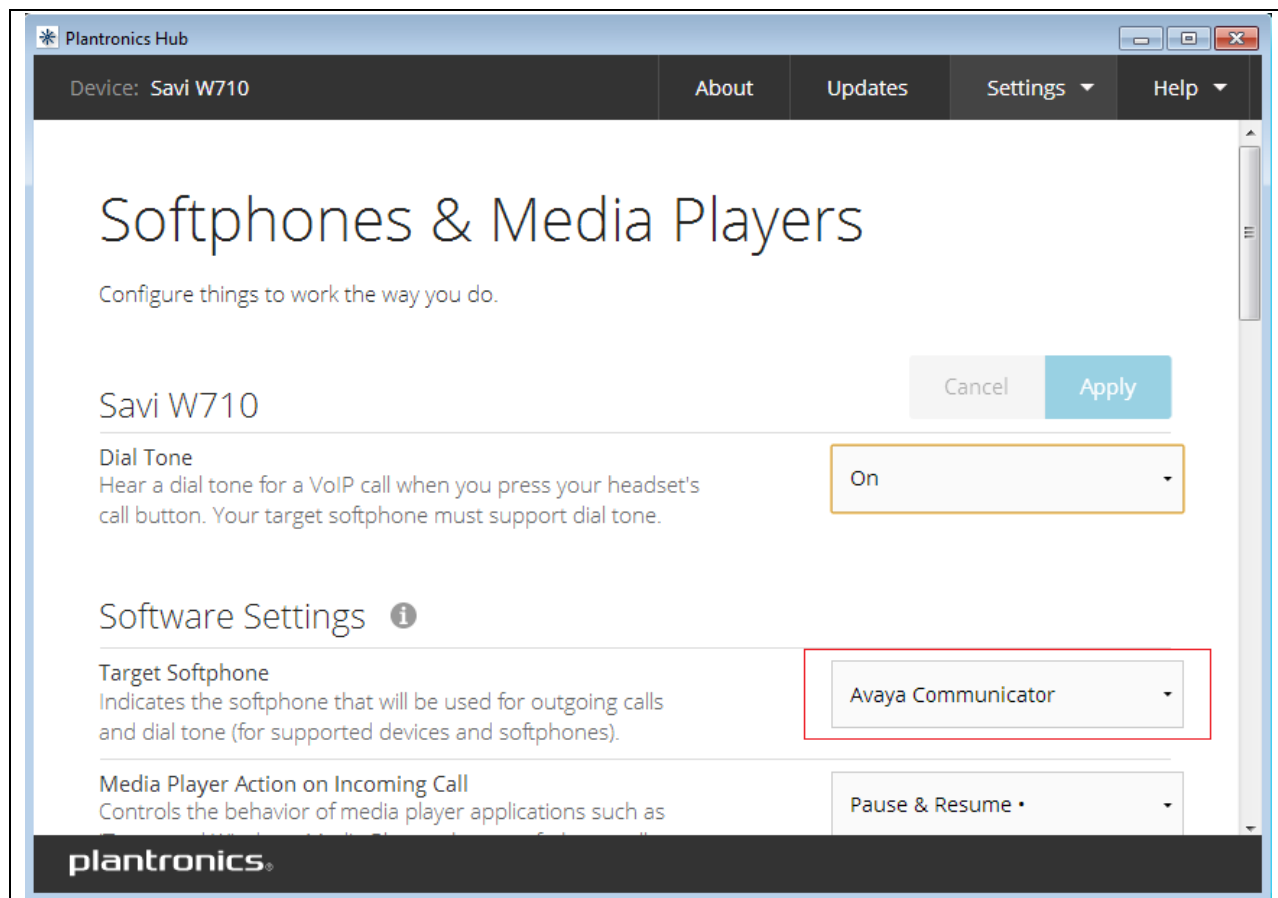 Plantronics Hub
Device: Savi W710
About
Updates
Settings
Help
Softphones & Media Players
Configure things to work the way you do.
Cancel
Apply
Savi W710
Dial Tone
Hear a dial tone for a VoIP call when you press your headset's
call button. Your target softphone must support dial tone.
On
Software Settings
Target Softphone
Indicates the softphone that will be used for outgoing calls
and dial tone (for supported devices and softphones).
Avaya Communicator
Media Player Action on Incoming Call
Controls the behavior of media player applications such as
Pause & Resume •
plantronics®